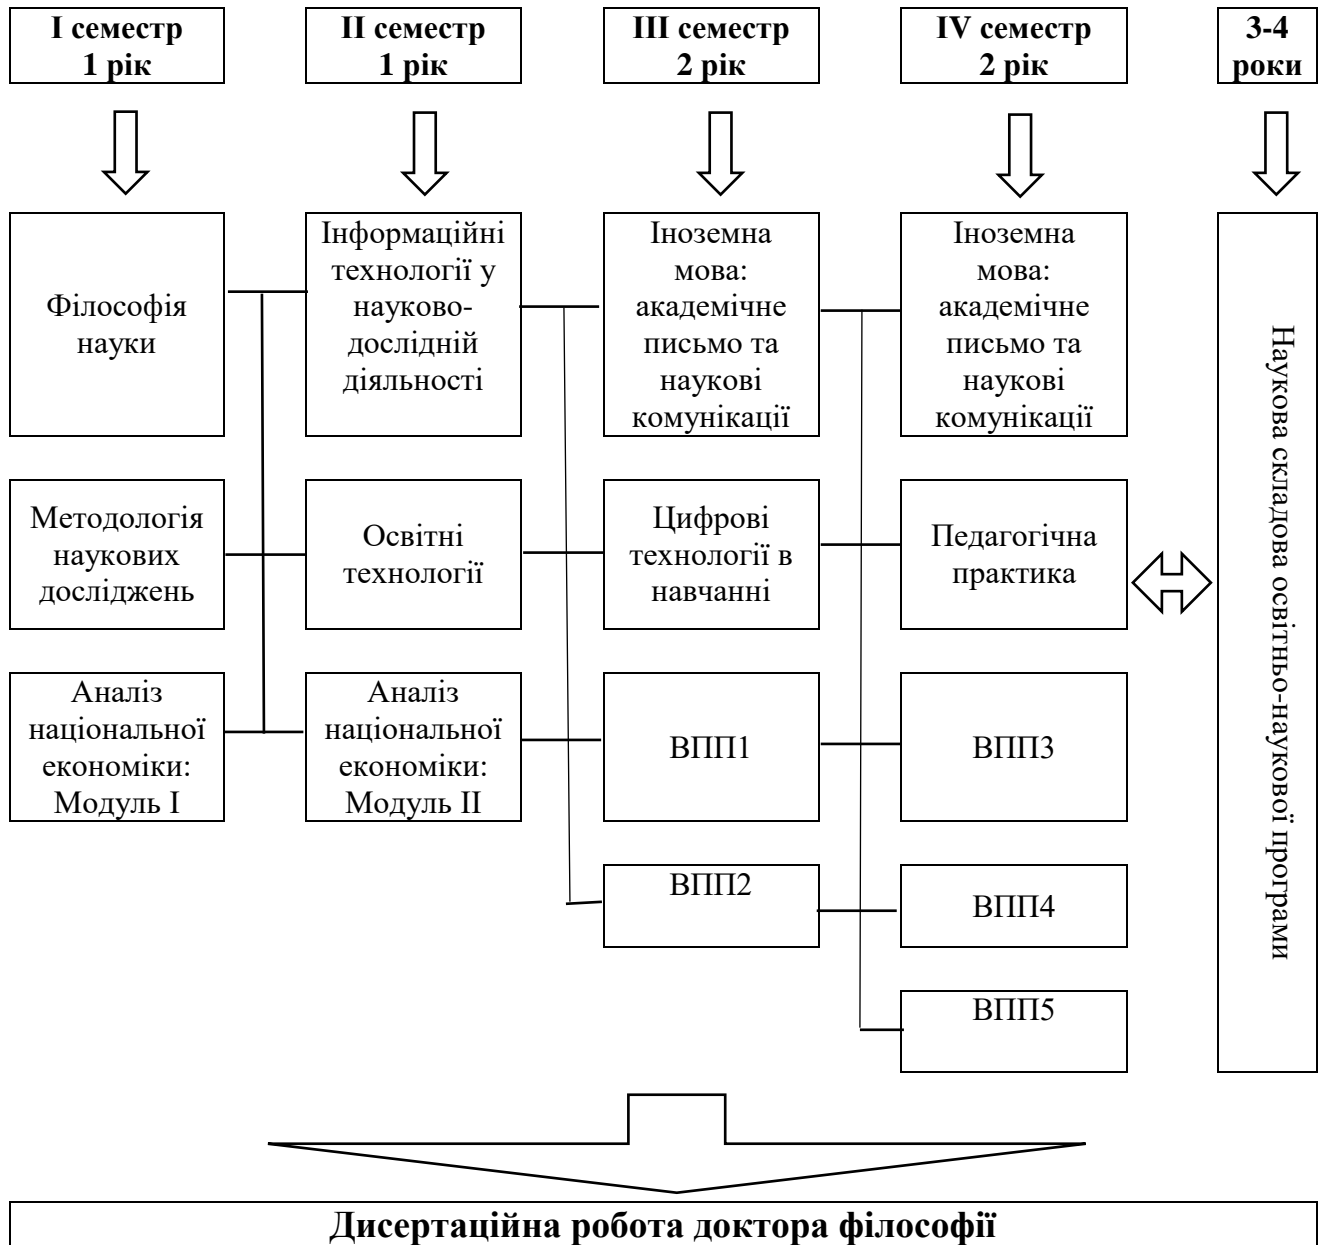 I семестр
1 рік
II семестр
1 рік
III семестр
2 рік
IV семестр
2 рік
3-4
роки
Філософія
науки
Інформаційні
технології у
науково-
дослідній
діяльності
Іноземна
мова:
академічне
письмо та
наукові
комунікації
Іноземна
мова:
академічне
письмо та
наукові
комунікації
Наукова складова освітньо-наукової програми
Методологія
наукових
досліджень
Освітні
технології
Цифрові
технології в
навчанні
Педагогічна
практика
Аналіз
національної
економіки:
Модуль І
Аналіз
національної
економіки:
Модуль ІІ
ВПП1
ВПП3
ВПП2
ВПП4
ВПП5
Дисертаційна робота доктора філософії